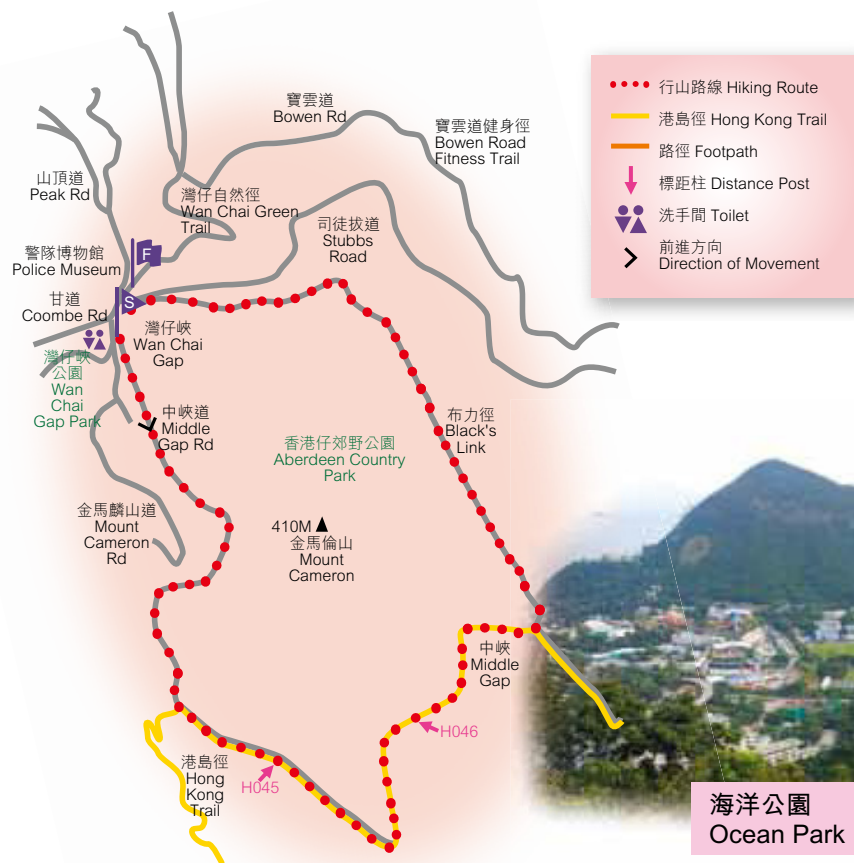 寶雲道
Bowen Rd
寶雲道健身徑
Bowen Road
Fitness Trail
山頂道
Peak Rd
灣仔自然徑
Wan Chai Green
Trail
司徒拔道
Stubbs
Road
警隊博物館
Police Museum
F
甘道
Coombe Rd
S
灣仔峽
Wan Chai
Gap
灣仔峽
公園
Wan
Chai
Gap Park
中峽道
Middle
Gap Rd
布力徑
Black's
Link
香港仔郊野公園
Aberdeen Country
Park
金馬麟山道
Mount
Cameron
Rd
410M
金馬倫山
Mount
Cameron
中峽
Middle
Gap
H046
港島徑
Hong
Kong
Trail
H045
行山路線 Hiking Route
港島徑 Hong Kong Trail
路徑 Footpath
標距柱 Distance Post
洗手間 Toilet
前進方向
Direction of Movement
海洋公園
Ocean Park